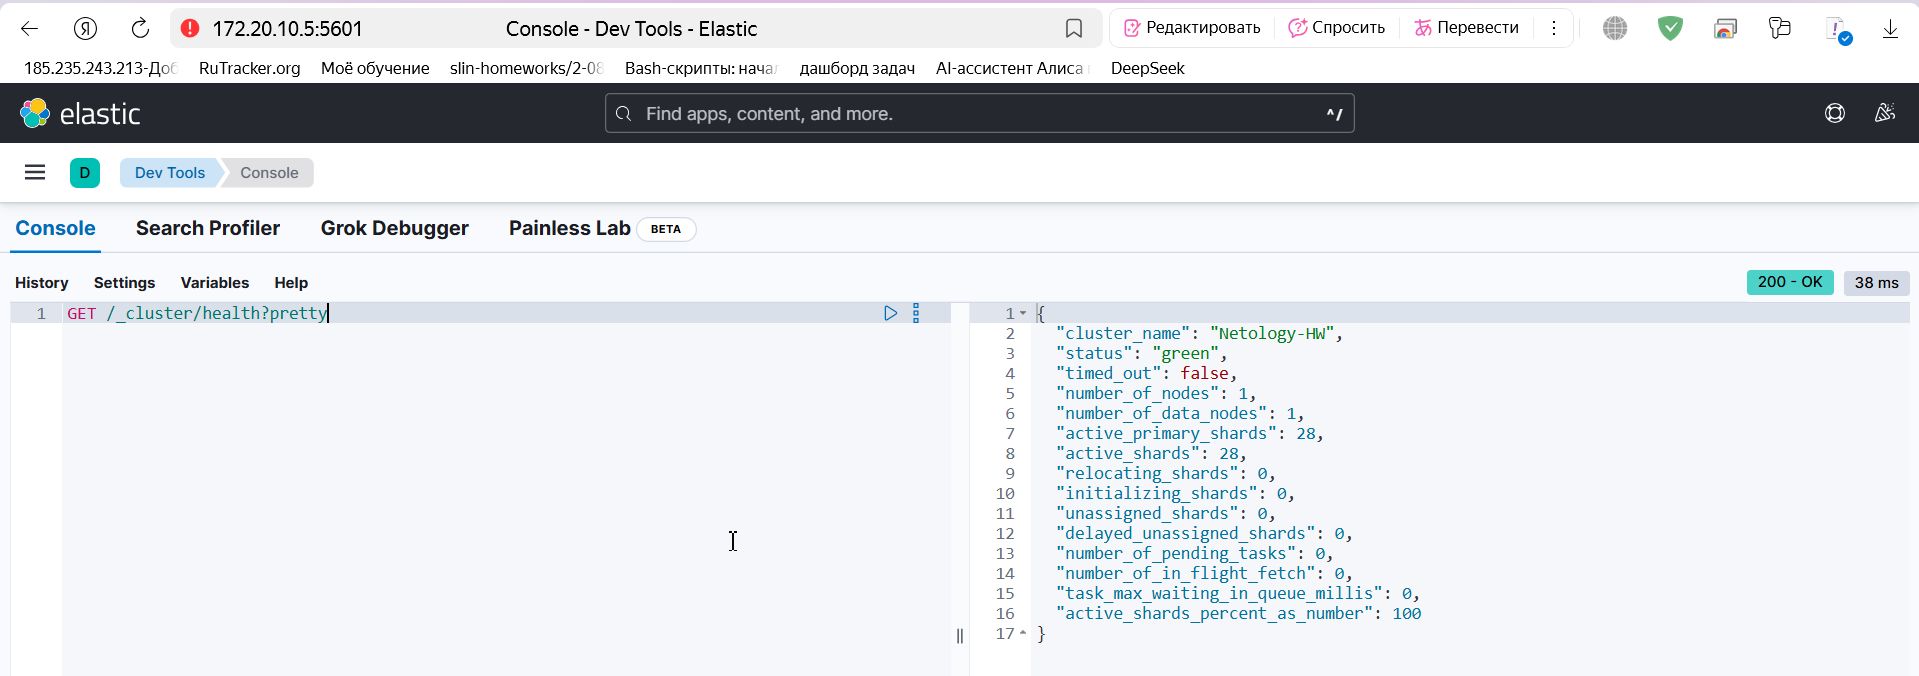 172.20.10.5:5601 Console - Dev Tools - Elastic Редактировать Спросить Перевести
185.235.243.213-Доб RuTracker.org Моё обучение slin-homeworks/2-08 Bash-скрипты: нача дашборд задач AI-ассистент Алиса DeepSeek
elastic Find apps, content, and more. ^/
D Dev Tools Console
Console Search Profiler Grok Debugger Painless Lab BETA
History Settings Variables Help 200 - OK 38 ms
1 GET /_cluster/health?pretty
1 {
2 "cluster_name": "Netology-HW",
3 "status": "green",
4 "timed_out": false,
5 "number_of_nodes": 1,
6 "number_of_data_nodes": 1,
7 "active_primary_shards": 28,
8 "active_shards": 28,
9 "relocating_shards": 0,
10 "initializing_shards": 0,
11 "unassigned_shards": 0,
12 "delayed_unassigned_shards": 0,
13 "number_of_pending_tasks": 0,
14 "number_of_in_flight_fetch": 0,
15 "task_max_waiting_in_queue_millis": 0,
16 "active_shards_percent_as_number": 100
17 }